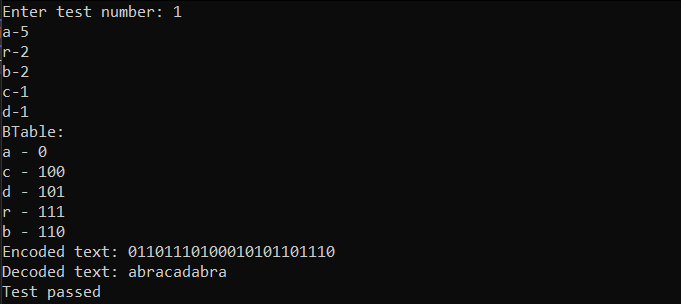 Enter test number: 1
a-5
r-2
b-2
c-1
d-1
BTable:
a - 0
c - 100
d - 101
r - 111
b - 110
Encoded text: 01101110100010101101110
Decoded text: abracadabra
Test passed